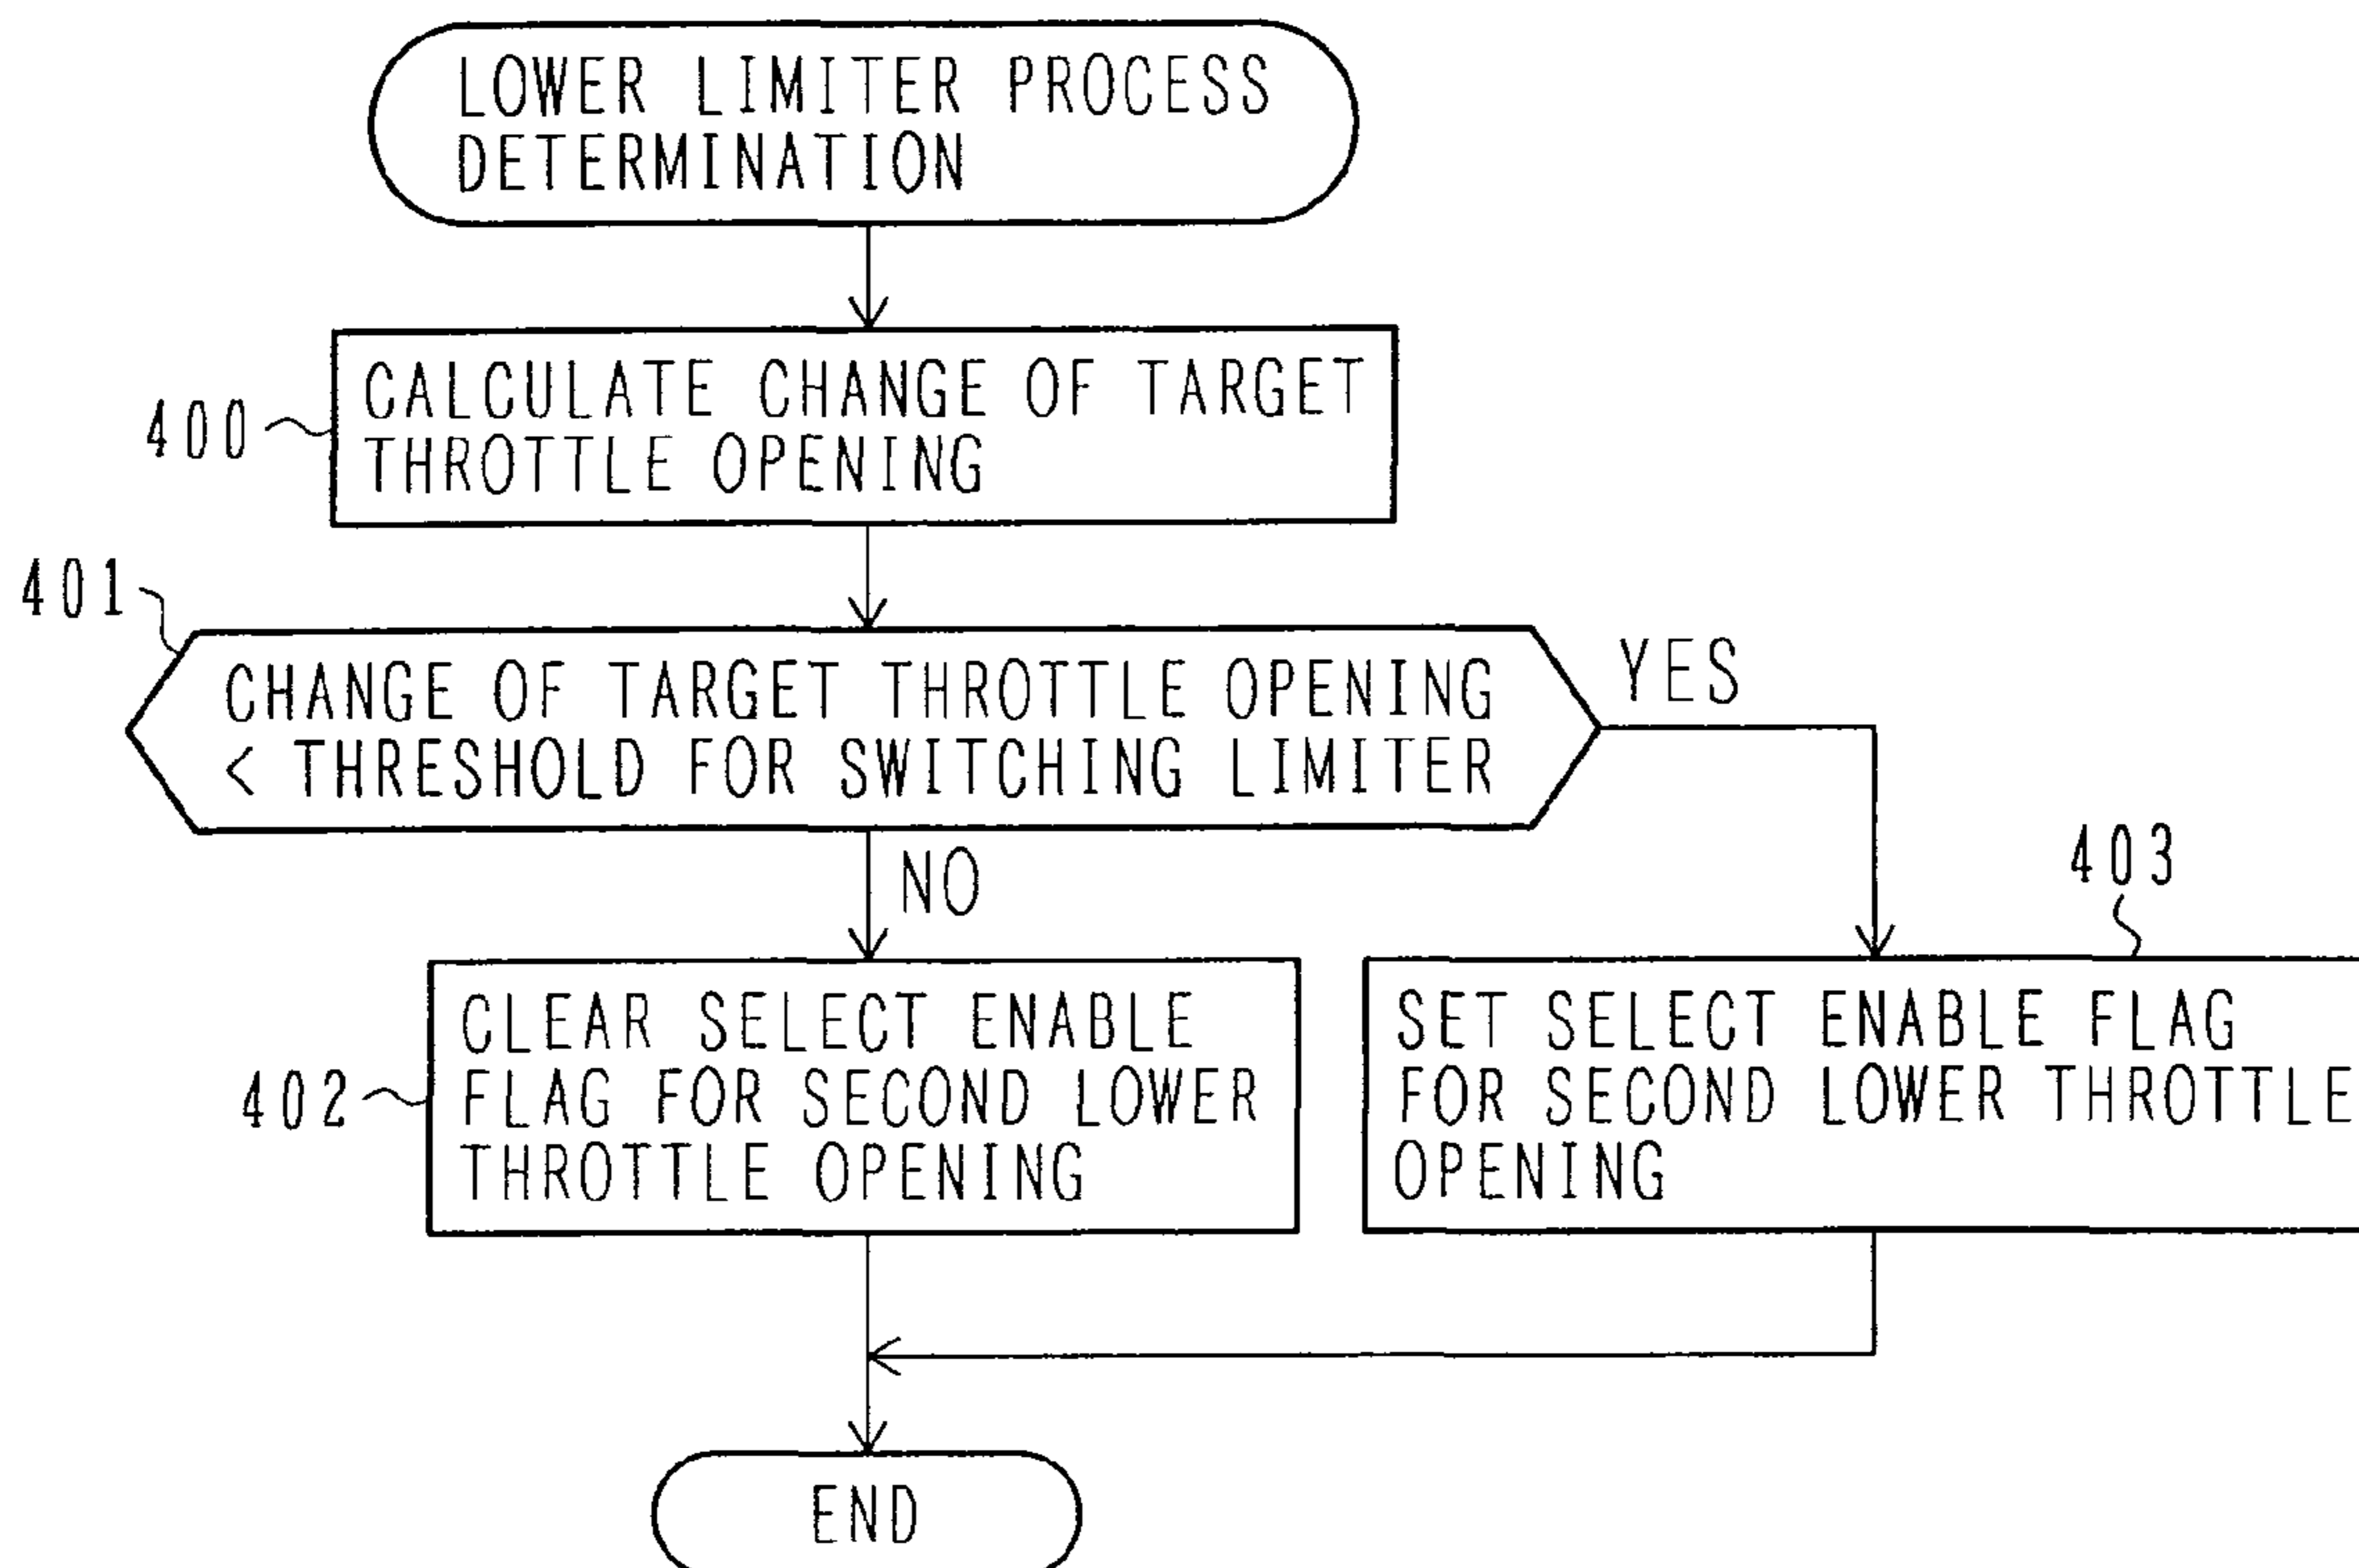 LOWER LIMITER PROCESS
DETERMINATION
400
CALCULATE CHANGE OF TARGET
THROTTLE OPENING
401
CHANGE OF TARGET THROTTLE OPENING
< THRESHOLD FOR SWITCHING LIMITER
YES
NO
402
CLEAR SELECT ENABLE
FLAG FOR SECOND LOWER
THROTTLE OPENING
403
SET SELECT ENABLE FLAG
FOR SECOND LOWER THROTTLE
OPENING
END